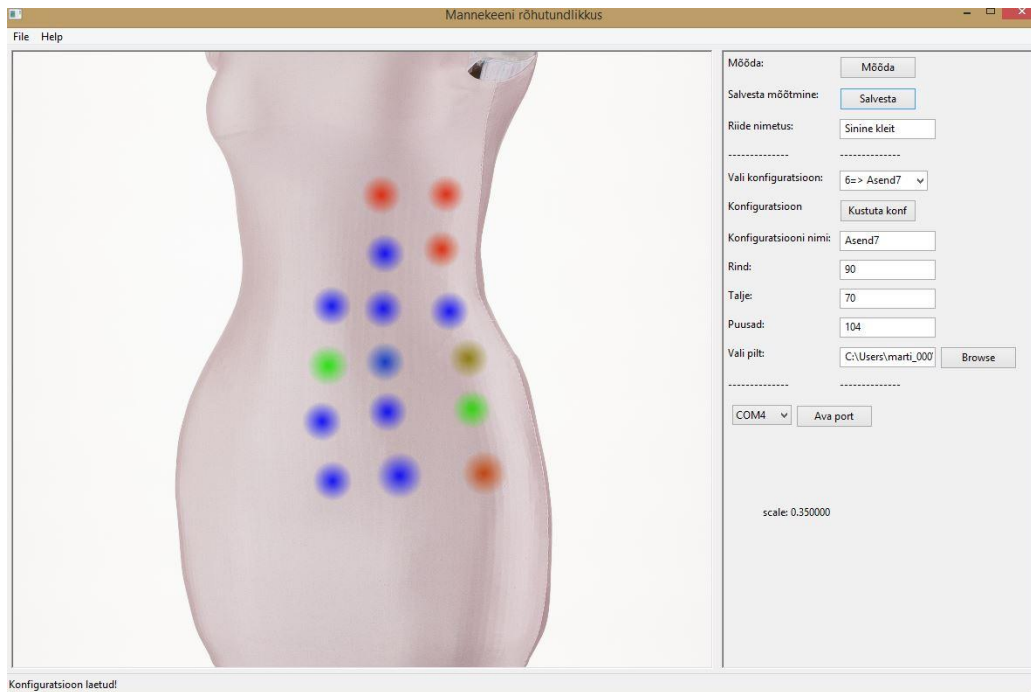 Mannekeeni rõhutundlikkus
File Help
Mõõda: Mõõda
Salvesta mõõtmine: Salvesta
Riide nimetus: Sinine kleit
-------------- --------------
Vali konfiguratsioon: 6=> Asend7
Konfiguratsioon Kustuta konf
Konfiguratsiooni nimi: Asend7
Rind: 90
Talje: 70
Puusad: 104
Vali pilt: C:\Users\marti_000\ Browse
-------------- --------------
COM4 Ava port
scale: 0.350000
Konfiguratsioon laetud!